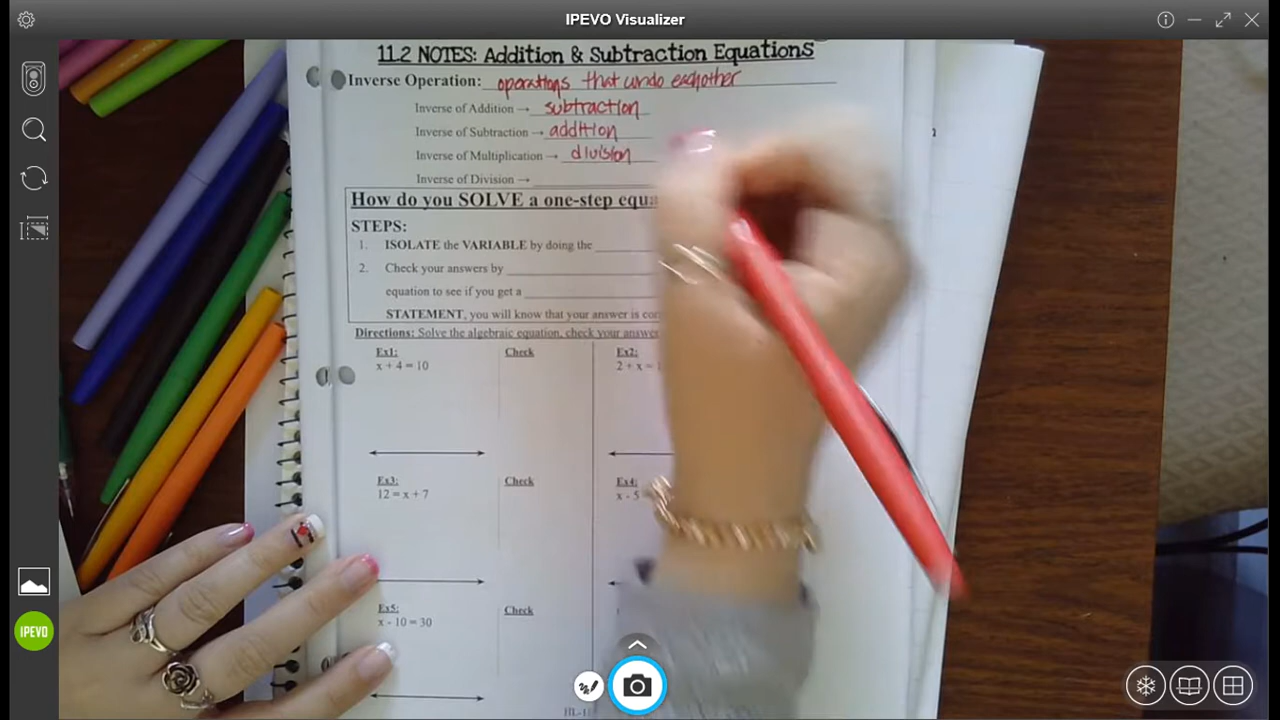 IPEVO Visualizer
11.2 NOTES: Addition & Subtraction Equations
Inverse Operation: operations that undo eachother
Inverse of Addition → subtraction
Inverse of Subtraction → addition
Inverse of Multiplication → division
Inverse of Division →
How do you SOLVE a one-step
STEPS:
1. ISOLATE the VARIABLE by doing the
2. Check your answers by
equation to see if you get a
STATEMENT, you will know that your answer is
Directions: Solve the algebraic equation, check your
Ex1: Check Ex2:
x + 4 = 10 2 + x =
Ex3: Check Ex4:
12 = x + 7 x - 5
Ex5: Check
x - 10 = 30
IPEVO